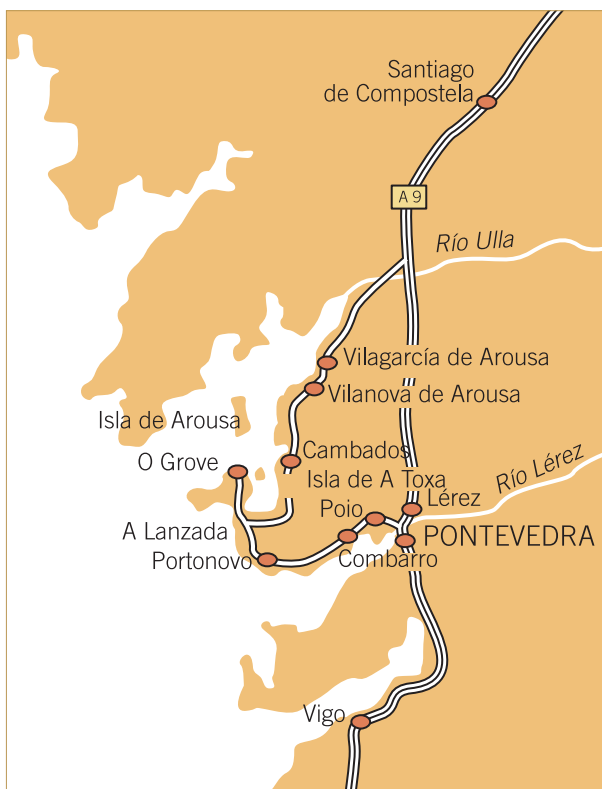 Santiago
de Compostela
A 9
Río Ulla
Vilagarcía de Arousa
Vilanova de Arousa
Isla de Arousa
Cambados
O Grove
Isla de A Toxa
Río Lérez
Poio
Lérez
A Lanzada
PONTEVEDRA
Portonovo
Combarro
Vigo